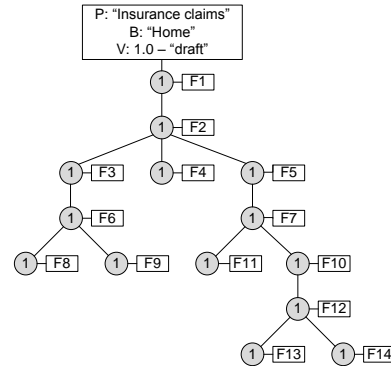 P: “Insurance claims”
B: “Home”
V: 1.0 – “draft”
1 F1
1 F2
1 F3 1 F4 1 F5
1 F6 1 F7
1 F8 1 F9 1 F11 1 F10
1 F12
1 F13 1 F14